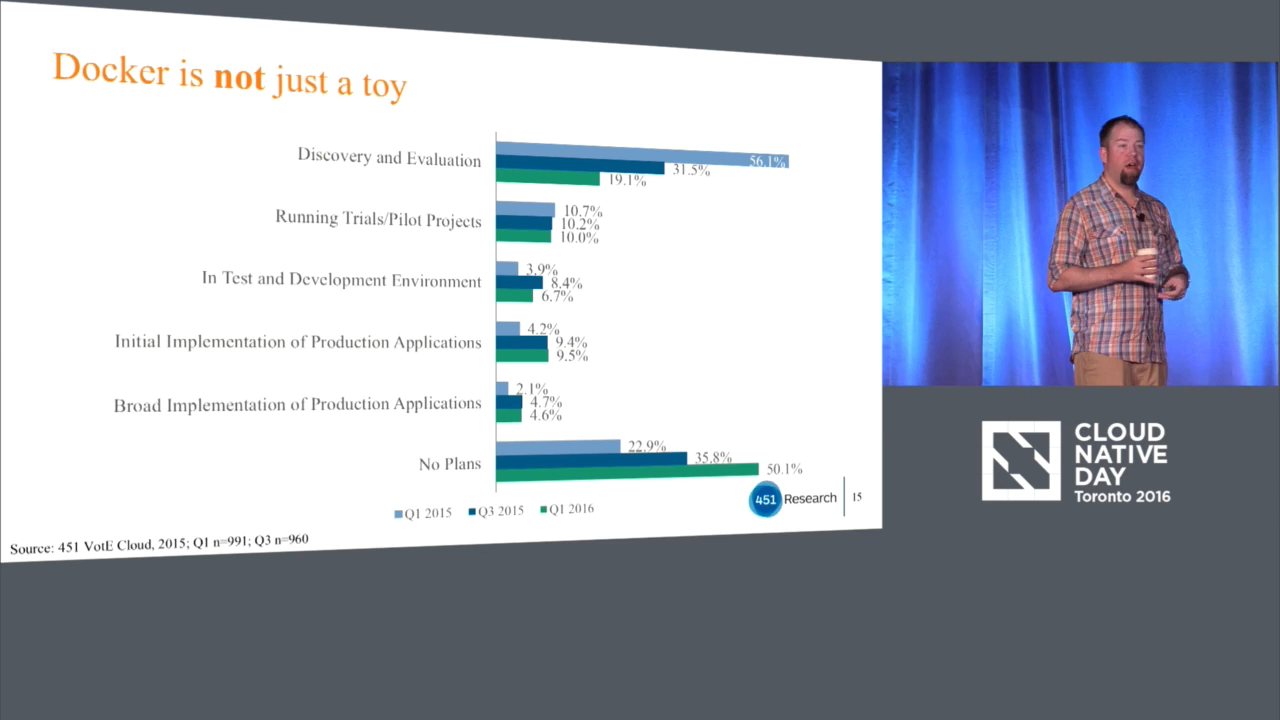 Docker is not just a toy
Discovery and Evaluation
56.1%
31.5%
19.1%
Running Trials/Pilot Projects
10.7%
10.2%
10.0%
In Test and Development Environment
3.9%
8.4%
6.7%
Initial Implementation of Production Applications
4.2%
9.4%
9.5%
Broad Implementation of Production Applications
2.1%
4.7%
4.6%
No Plans
22.9%
35.8%
50.1%
Q1 2015 Q3 2015 Q1 2016
451 Research 15
Source: 451 VotE Cloud, 2015; Q1 n=991; Q3 n=960
CLOUD
NATIVE
DAY
Toronto 2016